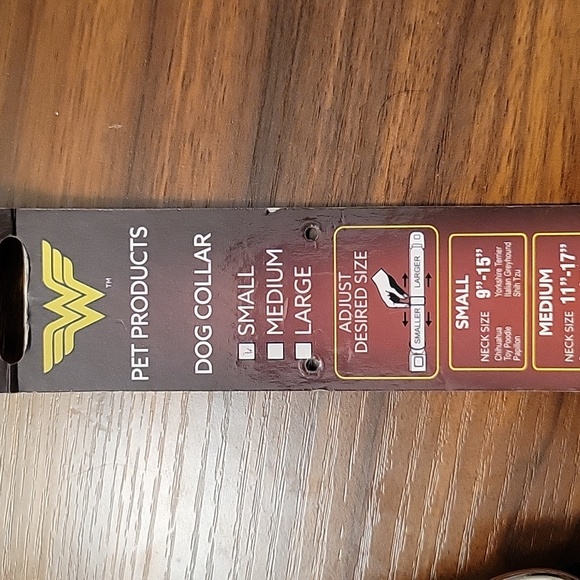 ™
PET PRODUCTS
DOG COLLAR
SMALL
MEDIUM
LARGE
ADJUST
DESIRED SIZE
SMALLER LARGER
SMALL
NECK SIZE 9"-15"
Chihuahua Yorkshire Terrier
Toy Poodle Italian Greyhound
Papillon Shih Tzu
MEDIUM
NECK SIZE 11"-17"